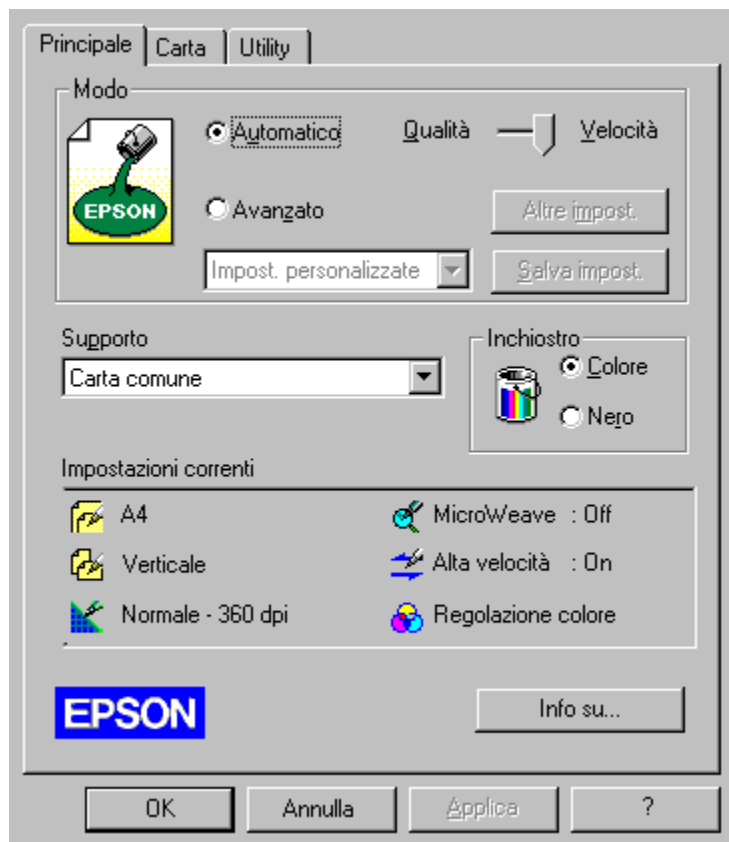 Principale Carta Utility
Modo
EPSON
Automatico Qualità Velocità
Avanzato Altre impost.
Impost. personalizzate Salva impost.
Supporto
Carta comune
Inchiostro
Colore
Nero
Impostazioni correnti
A4 MicroWeave : Off
Verticale Alta velocità : On
Normale - 360 dpi Regolazione colore
EPSON Info su...
OK Annulla Applica ?